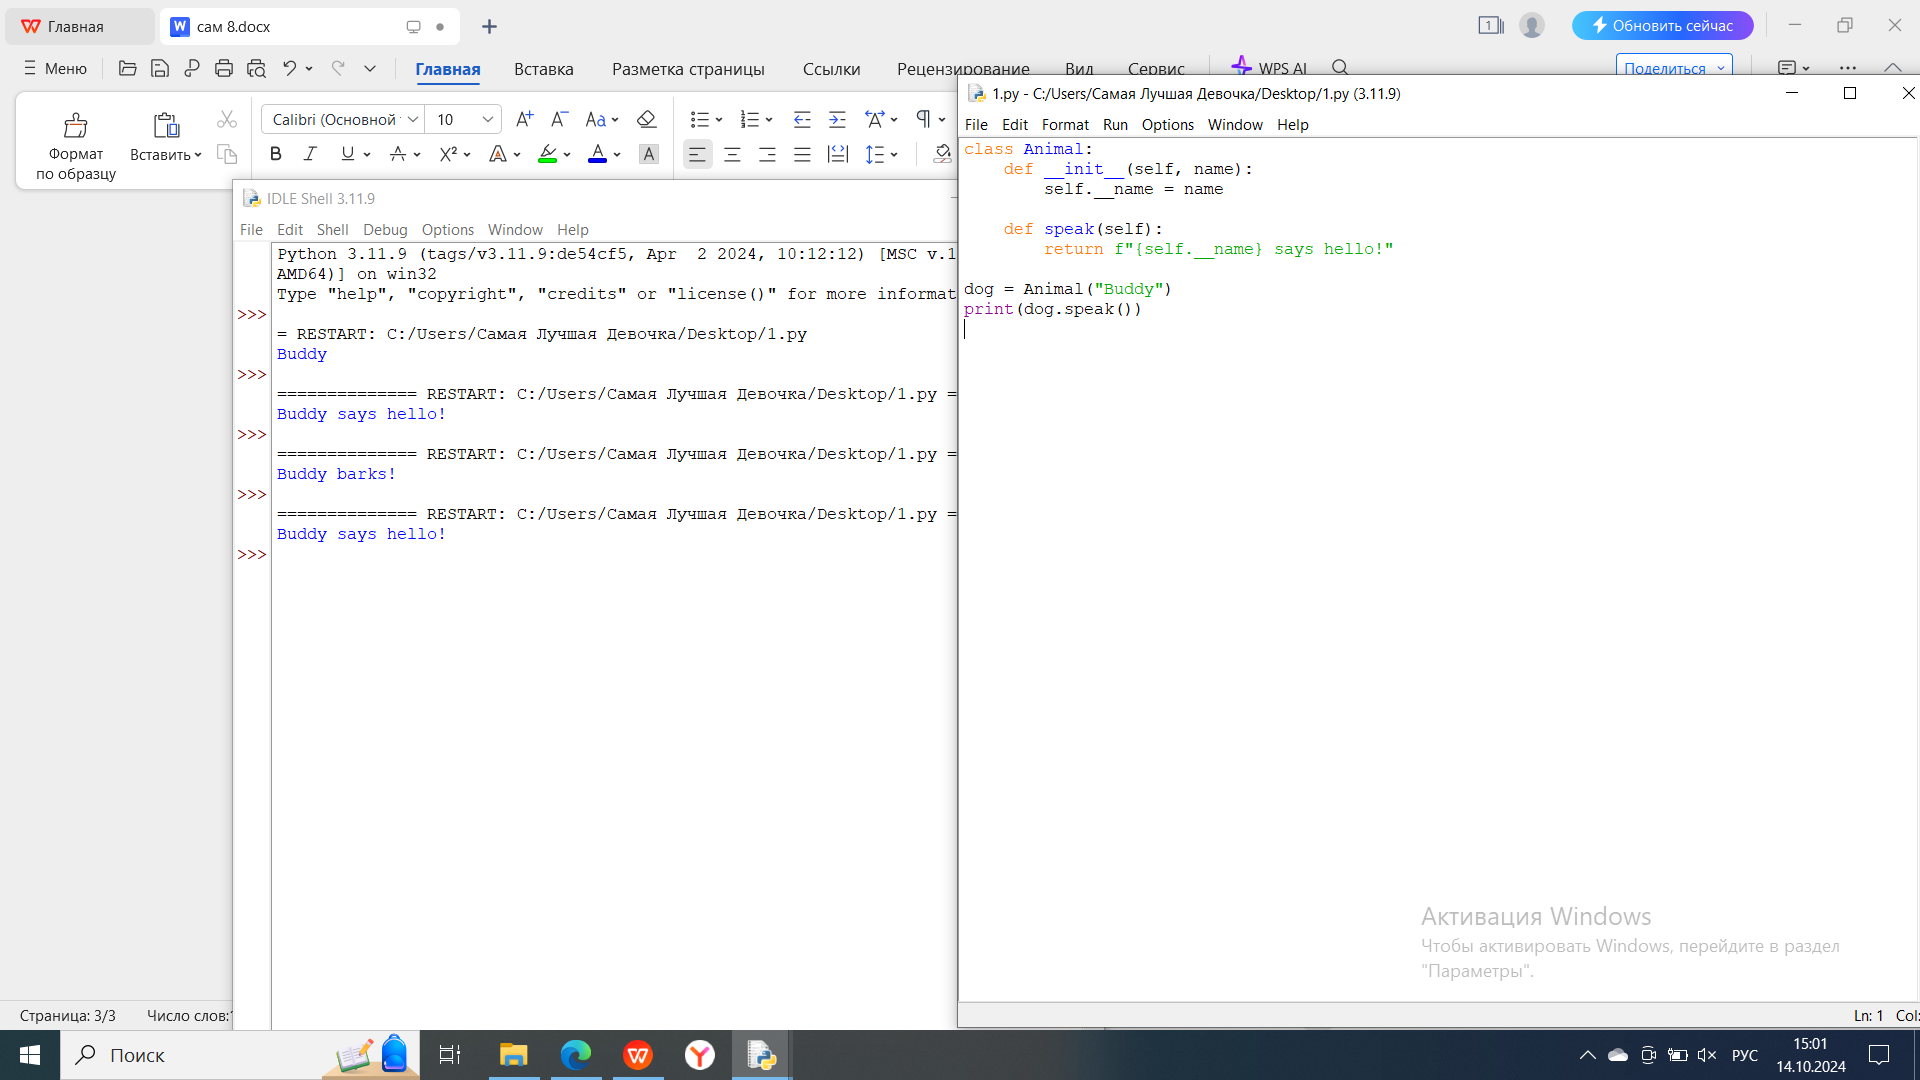 Главная
сам 8.docx
1
Обновить сейчас
Меню
Главная
Вставка
Разметка страницы
Ссылки
Рецензирование
Вид
Сервис
WPS AI
Поделиться
Формат
по образцу
Вставить
Calibri (Основной
10
1.py - C:/Users/Самая Лучшая Девочка/Desktop/1.py (3.11.9)
File Edit Format Run Options Window Help
class Animal:
    def __init__(self, name):
        self.__name = name
    def speak(self):
        return f"{self.__name} says hello!"
dog = Animal("Buddy")
print(dog.speak())
IDLE Shell 3.11.9
File Edit Shell Debug Options Window Help
Python 3.11.9 (tags/v3.11.9:de54cf5, Apr  2 2024, 10:12:12) [MSC v.1
AMD64)] on win32
Type "help", "copyright", "credits" or "license()" for more informat
>>>
= RESTART: C:/Users/Самая Лучшая Девочка/Desktop/1.py
Buddy
>>>
============== RESTART: C:/Users/Самая Лучшая Девочка/Desktop/1.py =
Buddy says hello!
>>>
============== RESTART: C:/Users/Самая Лучшая Девочка/Desktop/1.py =
Buddy barks!
>>>
============== RESTART: C:/Users/Самая Лучшая Девочка/Desktop/1.py =
Buddy says hello!
>>>
Активация Windows
Чтобы активировать Windows, перейдите в раздел
"Параметры".
Ln: 1 Col:
Страница: 3/3
Число слов:
Поиск
РУС
15:01
14.10.2024